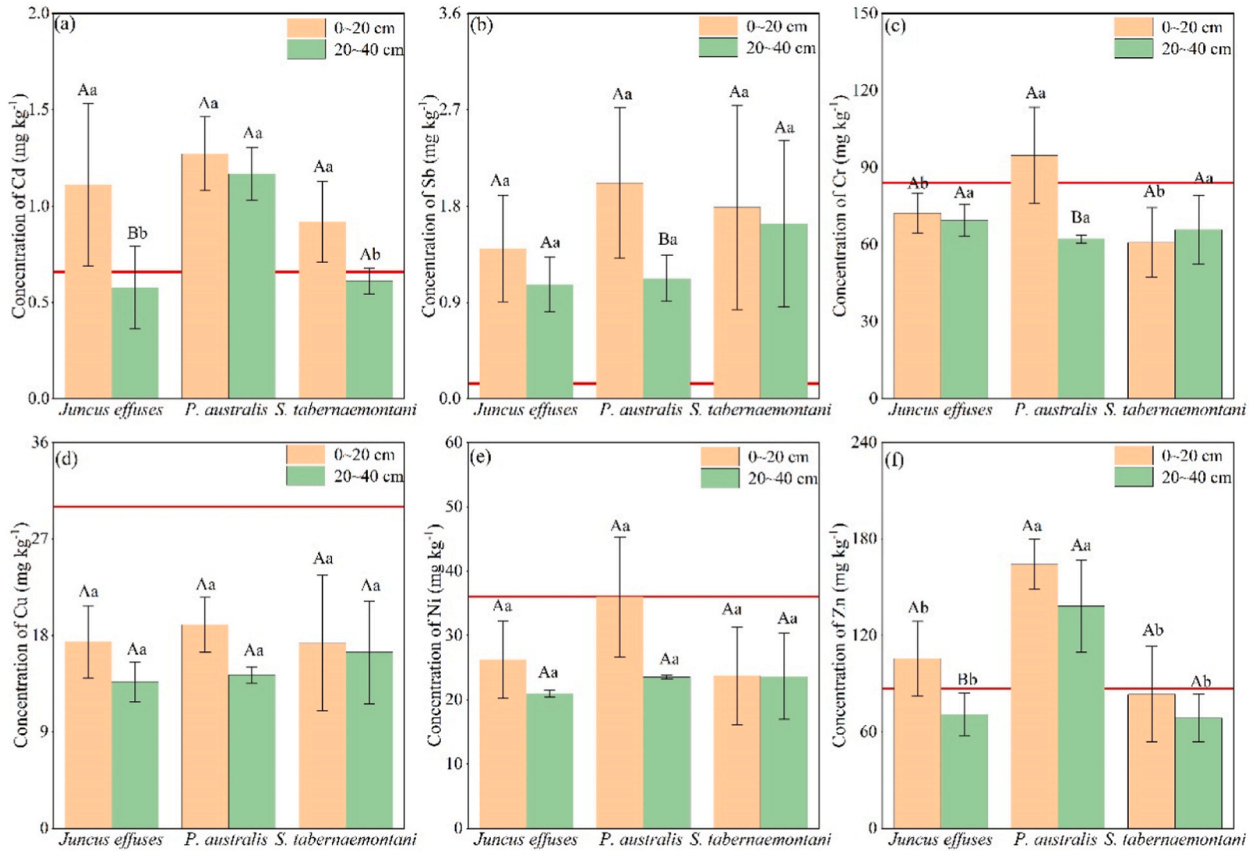 (a)
0~20 cm
20~40 cm
Concentration of Cd (mg kg-1)
2.0
1.5
1.0
0.5
0.0
Aa
Bb
Aa
Aa
Aa
Ab
Juncus effuses P. australis S. tabernaemontani
(b)
0~20 cm
20~40 cm
Concentration of Sb (mg kg-1)
3.6
2.7
1.8
0.9
0.0
Aa
Aa
Aa
Ba
Aa
Aa
Juncus effuses P. australis S. tabernaemontani
(c)
0~20 cm
20~40 cm
Concentration of Cr (mg kg-1)
150
120
90
60
30
0
Ab
Aa
Aa
Ba
Ab
Aa
Juncus effuses P. australis S. tabernaemontani
(d)
0~20 cm
20~40 cm
Concentration of Cu (mg kg-1)
36
27
18
9
0
Aa
Aa
Aa
Aa
Aa
Aa
Juncus effuses P. australis S. tabernaemontani
(e)
0~20 cm
20~40 cm
Concentration of Ni (mg kg-1)
60
50
40
30
20
10
0
Aa
Aa
Aa
Aa
Aa
Aa
Juncus effuses P. australis S. tabernaemontani
(f)
0~20 cm
20~40 cm
Concentration of Zn (mg kg-1)
240
180
120
60
0
Ab
Bb
Aa
Aa
Ab
Ab
Juncus effuses P. australis S. tabernaemontani